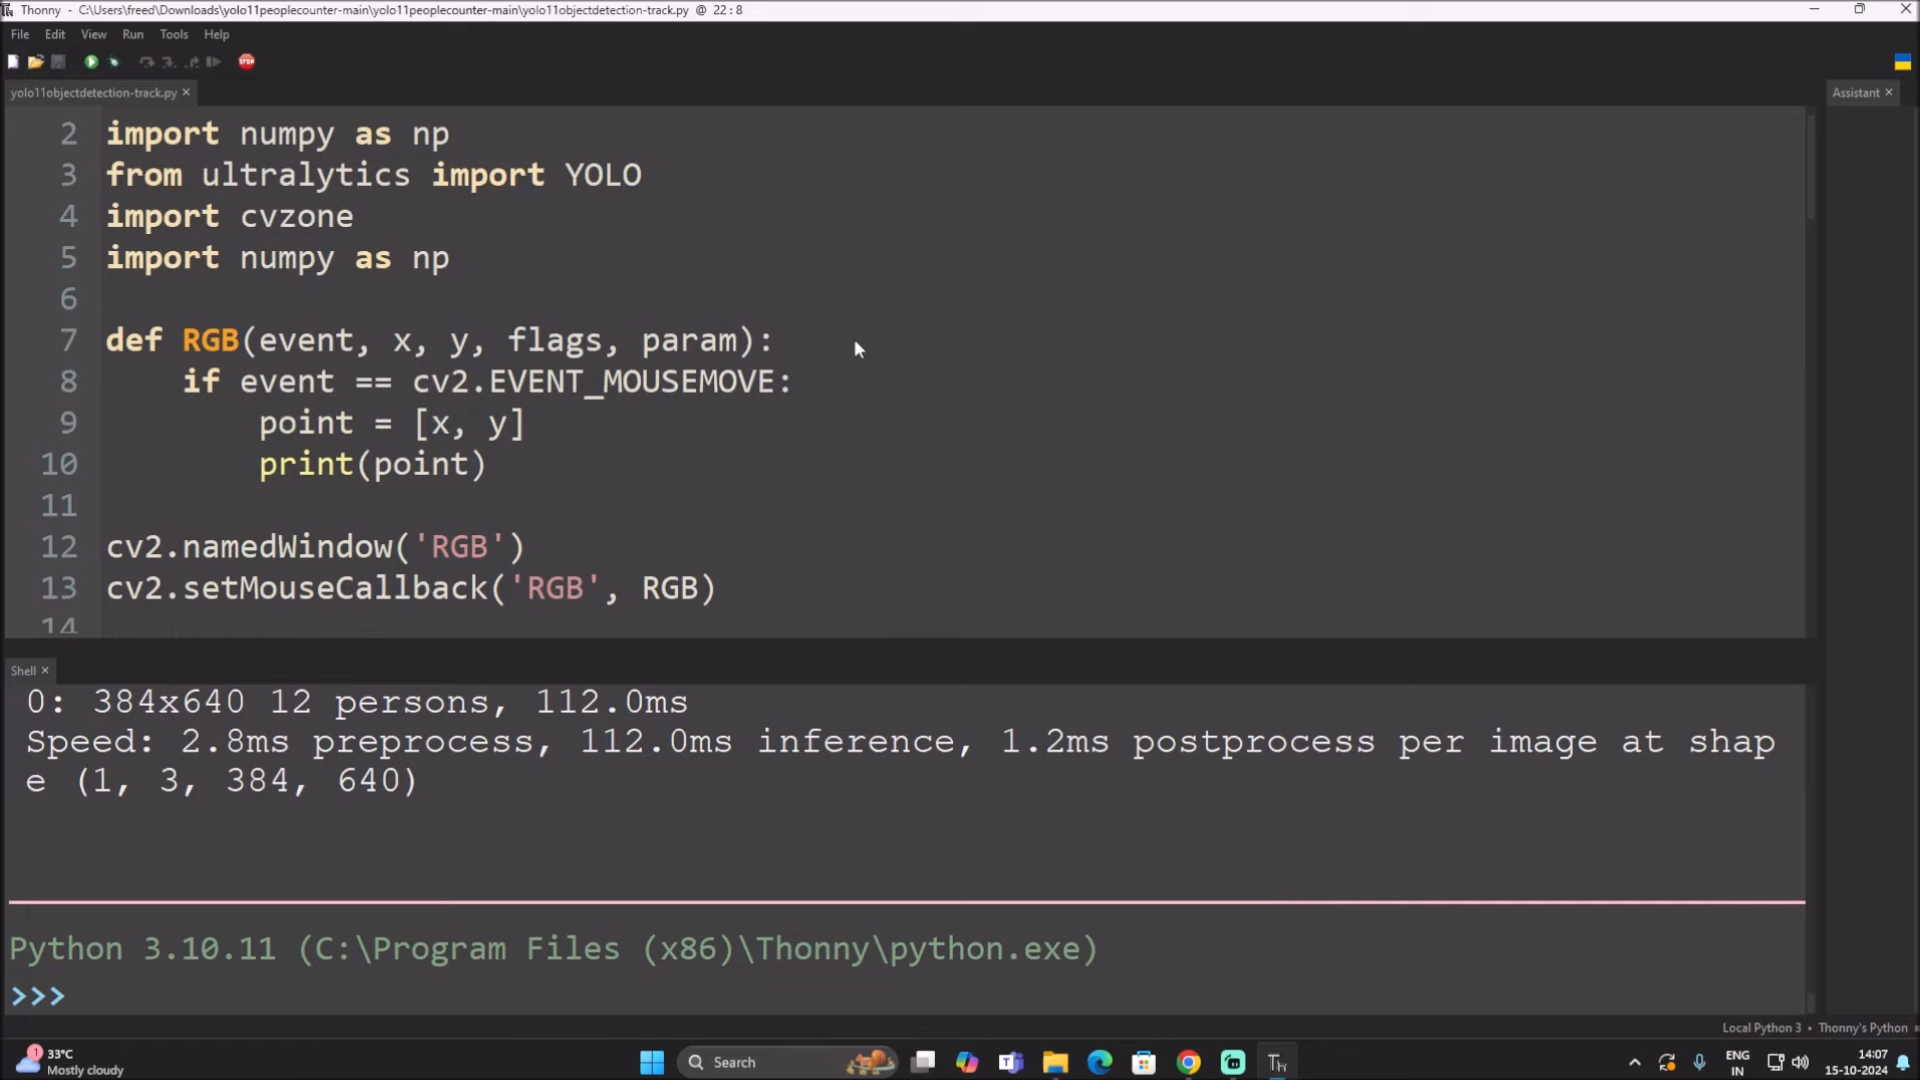 Thonny - C:\Users\freed\Downloads\yolo11peoplecounter-main\yolo11peoplecounter-main\yolo11objectdetection-track.py @ 22 : 8
File Edit View Run Tools Help
STOP
yolo11objectdetection-track.py ×
Assistant ×
2 import numpy as np
3 from ultralytics import YOLO
4 import cvzone
5 import numpy as np
6
7 def RGB(event, x, y, flags, param):
8     if event == cv2.EVENT_MOUSEMOVE:
9         point = [x, y]
10         print(point)
11
12 cv2.namedWindow('RGB')
13 cv2.setMouseCallback('RGB', RGB)
14
Shell ×
0: 384x640 12 persons, 112.0ms
Speed: 2.8ms preprocess, 112.0ms inference, 1.2ms postprocess per image at shap
e (1, 3, 384, 640)
Python 3.10.11 (C:\Program Files (x86)\Thonny\python.exe)
>>>
Local Python 3 • Thonny's Python
1
33°C
Mostly cloudy
Search
ENG
IN
14:07
15-10-2024